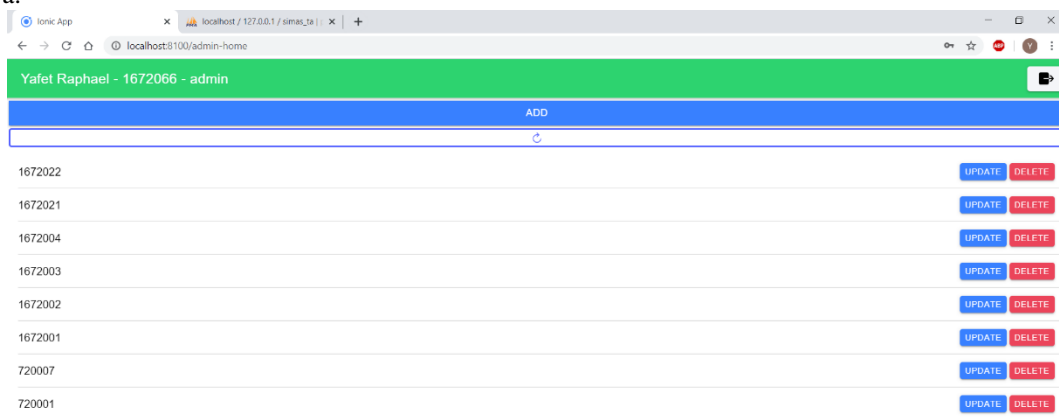 a.
Ionic App localhost / 127.0.0.1 / simas_ta |
localhost:8100/admin-home ABP Y
Yafet Raphael - 1672066 - admin
ADD
1672022 UPDATE DELETE
1672021 UPDATE DELETE
1672004 UPDATE DELETE
1672003 UPDATE DELETE
1672002 UPDATE DELETE
1672001 UPDATE DELETE
720007 UPDATE DELETE
720001 UPDATE DELETE